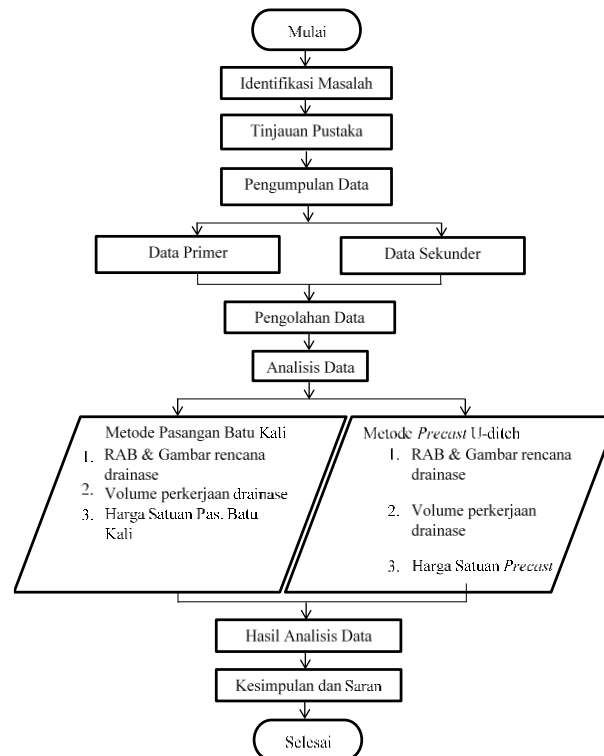 Mulai
Identifikasi Masalah
Tinjauan Pustaka
Pengumpulan Data
Data Primer
Data Sekunder
Pengolahan Data
Analisis Data
Metode Pasangan Batu Kali
1. RAB & Gambar rencana
drainase
2. Volume perkerjaan drainase
3. Harga Satuan Pas. Batu
Kali
Metode Precast U-ditch
1. RAB & Gambar rencana
drainase
2. Volume perkerjaan
drainase
3. Harga Satuan Precast
Hasil Analisis Data
Kesimpulan dan Saran
Selesai